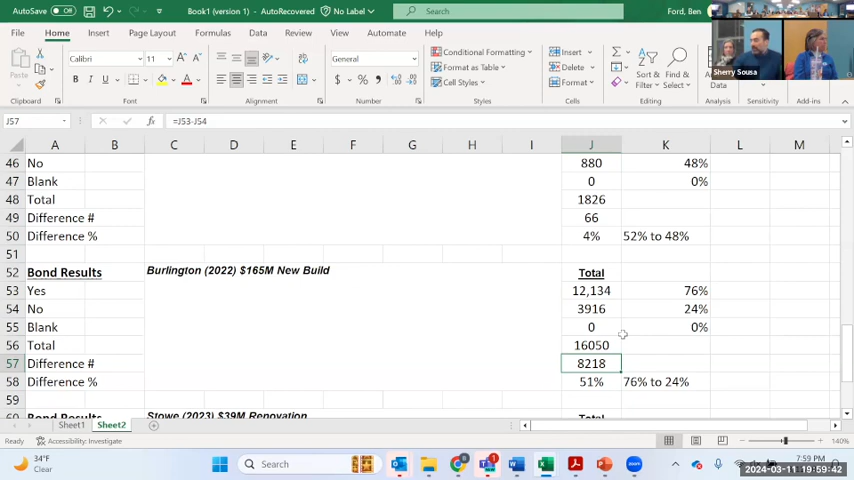 AutoSave Off Book1 (version 1) • AutoRecovered No Label Search Ford, Ben
File Home Insert Page Layout Formulas Data Review View Automate Help
Paste Calibri 11 A A General Conditional Formatting Insert Sort & Find &
Format as Table Delete Filter Select Data
B I U A $ % , Cell Styles Format
Clipboard Font Alignment Number Styles Cells Editing Analysis Sensitivity Add-ins
Sherry Sousa
J57 fx =J53-J54
A B C D E F G H I J K L M
46 No 880 48%
47 Blank 0 0%
48 Total 1826
49 Difference # 66
50 Difference % 4% 52% to 48%
51
52 Bond Results Burlington (2022) $165M New Build Total
53 Yes 12,134 76%
54 No 3916 24%
55 Blank 0 0%
56 Total 16050
57 Difference # 8218
58 Difference % 51% 76% to 24%
59
60 Bond Results Stowe (2023) $39M Renovation Total
Sheet1 Sheet2
Ready Accessibility: Investigate 140%
34°F
Clear
Search
7:59 PM
2024-03-11 19:59:42